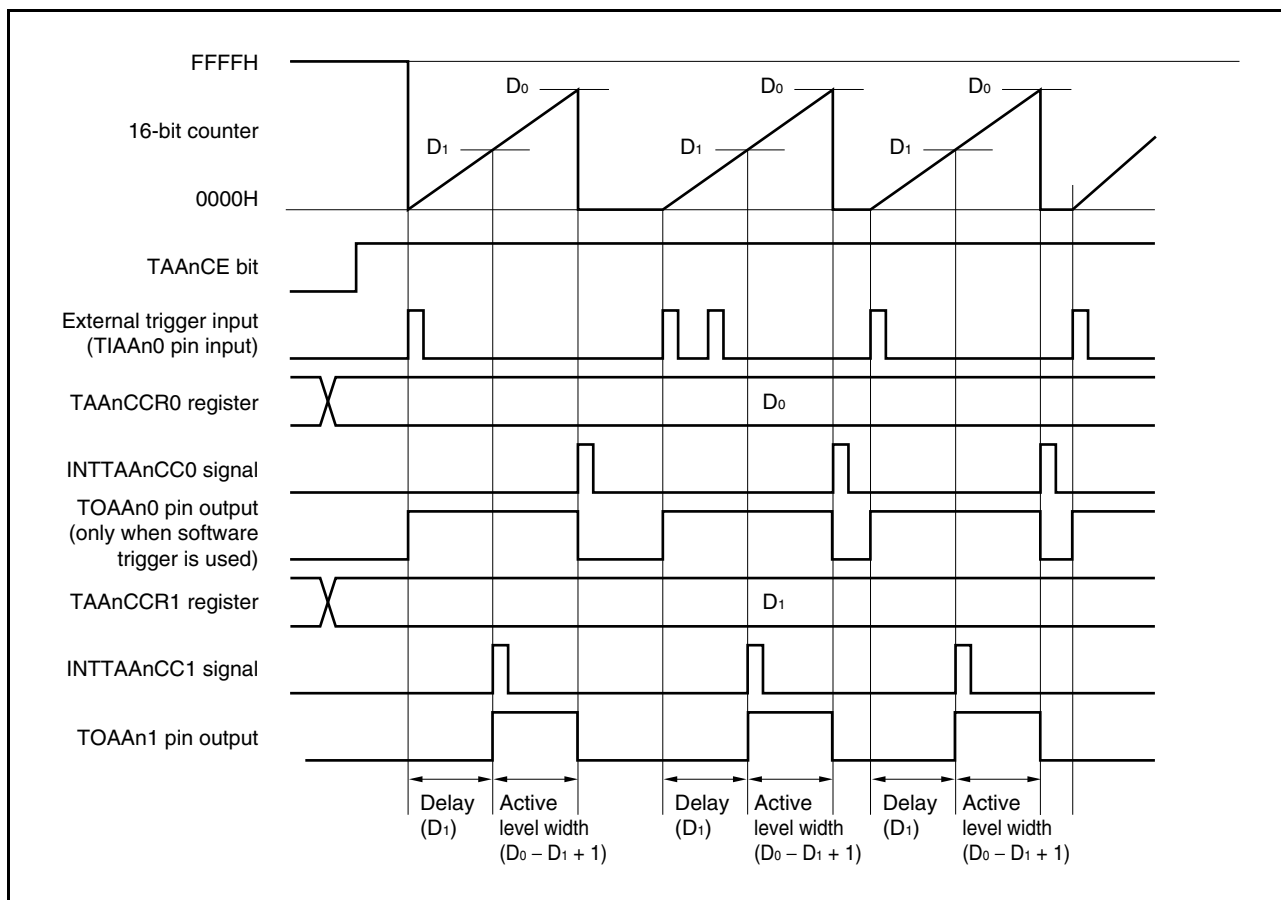 FFFFH
D₀ D₀ D₀
16-bit counter
D₁ D₁ D₁
0000H
TAAnCE bit
External trigger input
(TIAAn0 pin input)
TAAnCCR0 register D₀
INTTAAnCC0 signal
TOAAn0 pin output
(only when software
trigger is used)
TAAnCCR1 register D₁
INTTAAnCC1 signal
TOAAn1 pin output
Delay
(D₁)
Active
level width
(D₀ – D₁ + 1)
Delay
(D₁)
Active
level width
(D₀ – D₁ + 1)
Delay
(D₁)
Active
level width
(D₀ – D₁ + 1)